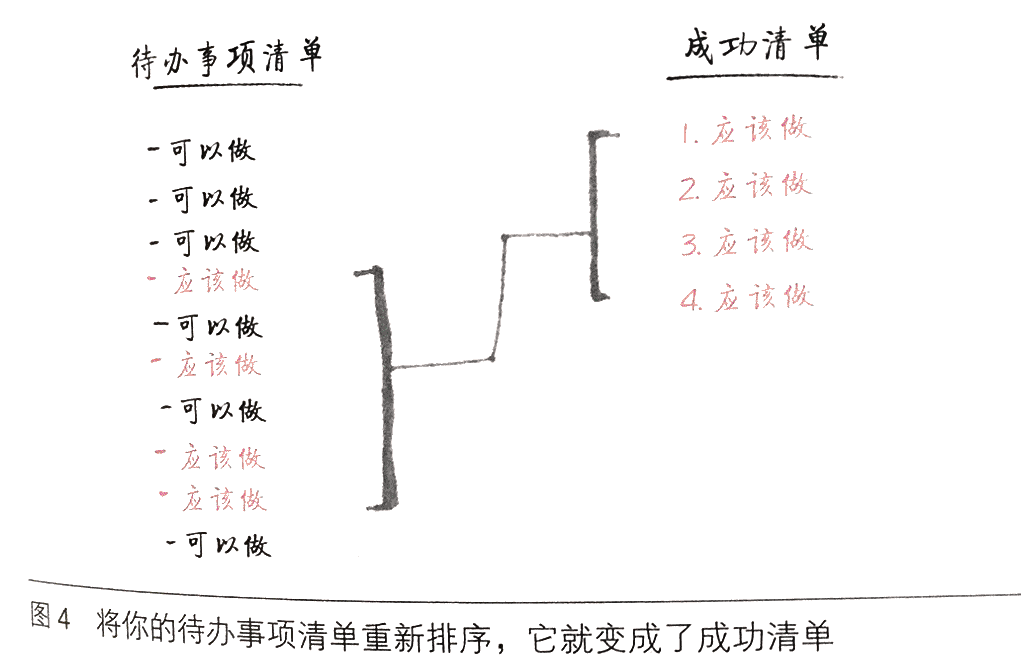 待办事项清单
-可以做
-可以做
-可以做
-应该做
-可以做
-应该做
-可以做
-应该做
-应该做
-可以做
成功清单
1. 应该做
2. 应该做
3. 应该做
4. 应该做
图4 将你的待办事项清单重新排序，它就变成了成功清单